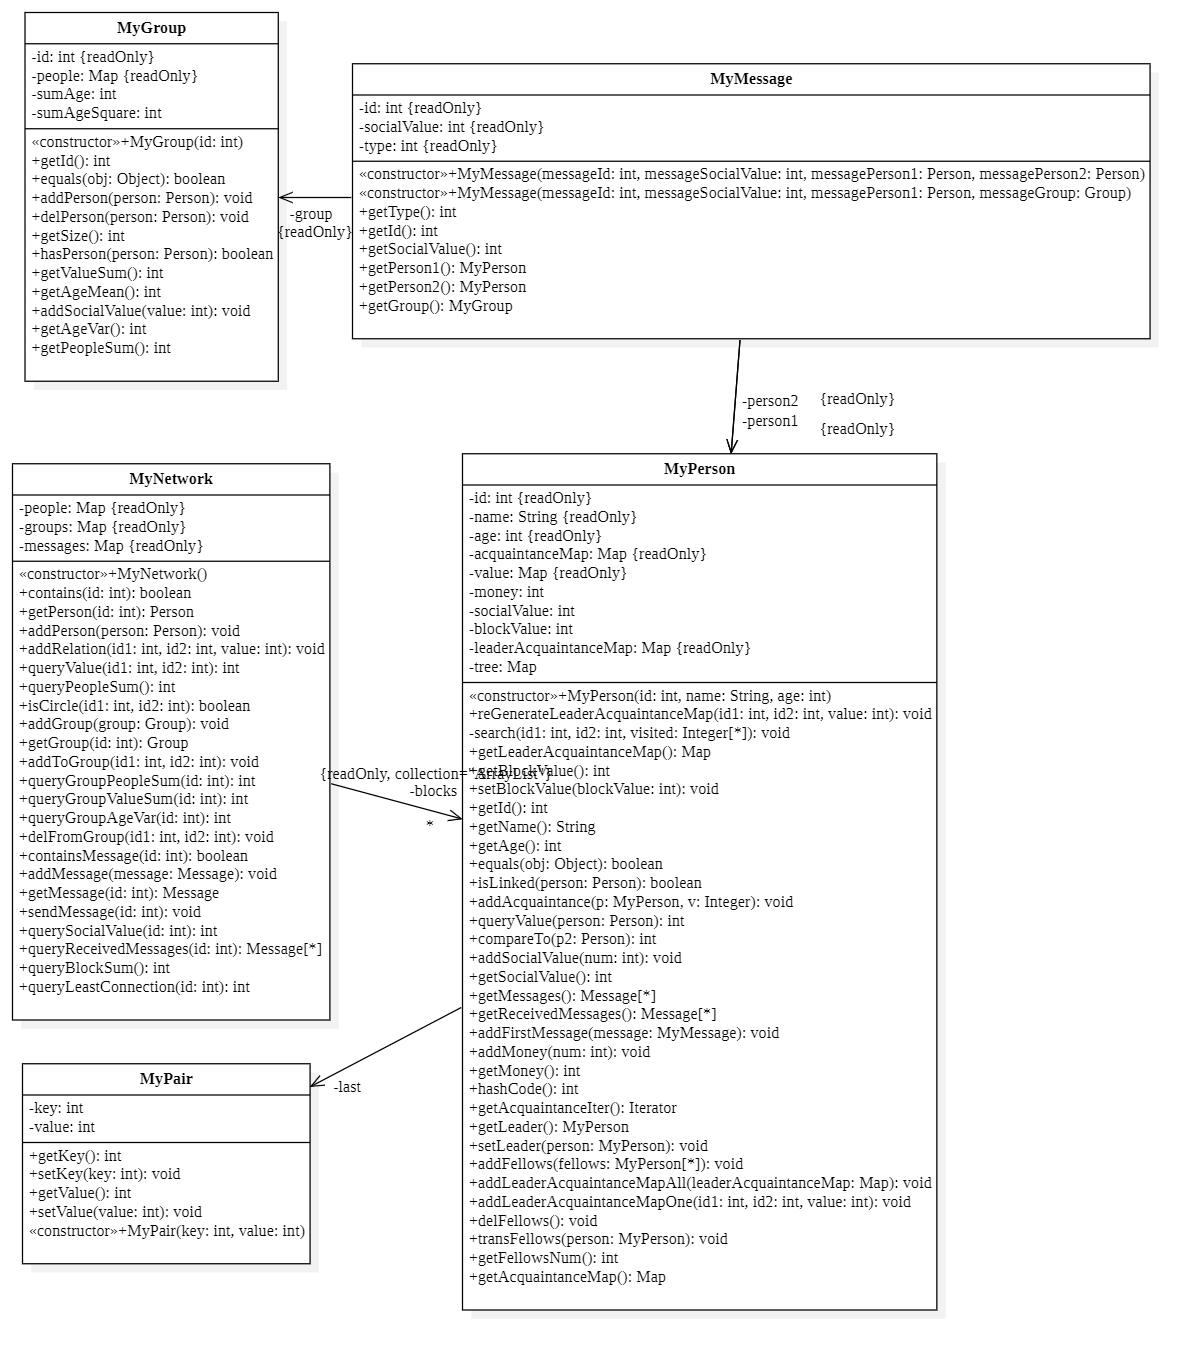 MyGroup
-id: int {readOnly}
-people: Map {readOnly}
-sumAge: int
-sumAgeSquare: int
«constructor»+MyGroup(id: int)
+getId(): int
+equals(obj: Object): boolean
+addPerson(person: Person): void
+delPerson(person: Person): void
+getSize(): int
+hasPerson(person: Person): boolean
+getValueSum(): int
+getAgeMean(): int
+addSocialValue(value: int): void
+getAgeVar(): int
+getPeopleSum(): int
-group
{readOnly}
MyMessage
-id: int {readOnly}
-socialValue: int {readOnly}
-type: int {readOnly}
«constructor»+MyMessage(messageId: int, messageSocialValue: int, messagePerson1: Person, messagePerson2: Person)
«constructor»+MyMessage(messageId: int, messageSocialValue: int, messagePerson1: Person, messageGroup: Group)
+getType(): int
+getId(): int
+getSocialValue(): int
+getPerson1(): MyPerson
+getPerson2(): MyPerson
+getGroup(): MyGroup
-person2 {readOnly}
-person1 {readOnly}
MyNetwork
-people: Map {readOnly}
-groups: Map {readOnly}
-messages: Map {readOnly}
«constructor»+MyNetwork()
+contains(id: int): boolean
+getPerson(id: int): Person
+addPerson(person: Person): void
+addRelation(id1: int, id2: int, value: int): void
+queryValue(id1: int, id2: int): int
+queryPeopleSum(): int
+isCircle(id1: int, id2: int): boolean
+addGroup(group: Group): void
+getGroup(id: int): Group
+addToGroup(id1: int, id2: int): void
+queryGroupPeopleSum(id: int): int
+queryGroupValueSum(id: int): int
+queryGroupAgeVar(id: int): int
+delFromGroup(id1: int, id2: int): void
+containsMessage(id: int): boolean
+addMessage(message: Message): void
+getMessage(id: int): Message
+sendMessage(id: int): void
+querySocialValue(id: int): int
+queryReceivedMessages(id: int): Message[*]
+queryBlockSum(): int
+queryLeastConnection(id: int): int
{readOnly, collection="ArrayList"}
-blocks
*
MyPerson
-id: int {readOnly}
-name: String {readOnly}
-age: int {readOnly}
-acquaintanceMap: Map {readOnly}
-value: Map {readOnly}
-money: int
-socialValue: int
-blockValue: int
-leaderAcquaintanceMap: Map {readOnly}
-tree: Map
«constructor»+MyPerson(id: int, name: String, age: int)
+reGenerateLeaderAcquaintanceMap(id1: int, id2: int, value: int): void
-search(id1: int, id2: int, visited: Integer[*]): void
+getLeaderAcquaintanceMap(): Map
+getBlockValue(): int
+setBlockValue(blockValue: int): void
+getId(): int
+getName(): String
+getAge(): int
+equals(obj: Object): boolean
+isLinked(person: Person): boolean
+addAcquaintance(p: MyPerson, v: Integer): void
+queryValue(person: Person): int
+compareTo(p2: Person): int
+addSocialValue(num: int): void
+getSocialValue(): int
+getMessages(): Message[*]
+getReceivedMessages(): Message[*]
+addFirstMessage(message: MyMessage): void
+addMoney(num: int): void
+getMoney(): int
+hashCode(): int
+getAcquaintanceIter(): Iterator
+getLeader(): MyPerson
+setLeader(person: MyPerson): void
+addFellows(fellows: MyPerson[*]): void
+addLeaderAcquaintanceMapAll(leaderAcquaintanceMap: Map): void
+addLeaderAcquaintanceMapOne(id1: int, id2: int, value: int): void
+delFellows(): void
+transFellows(person: MyPerson): void
+getFellowsNum(): int
+getAcquaintanceMap(): Map
-last
MyPair
-key: int
-value: int
+getKey(): int
+setKey(key: int): void
+getValue(): int
+setValue(value: int): void
«constructor»+MyPair(key: int, value: int)